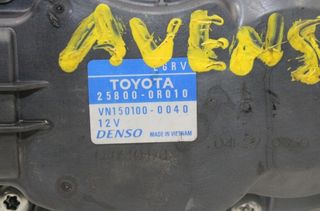 AVENS
EGRV
TOYOTA
25800-0R010
VN150100-0040
12V
DENSO MADE IN VIETNAM